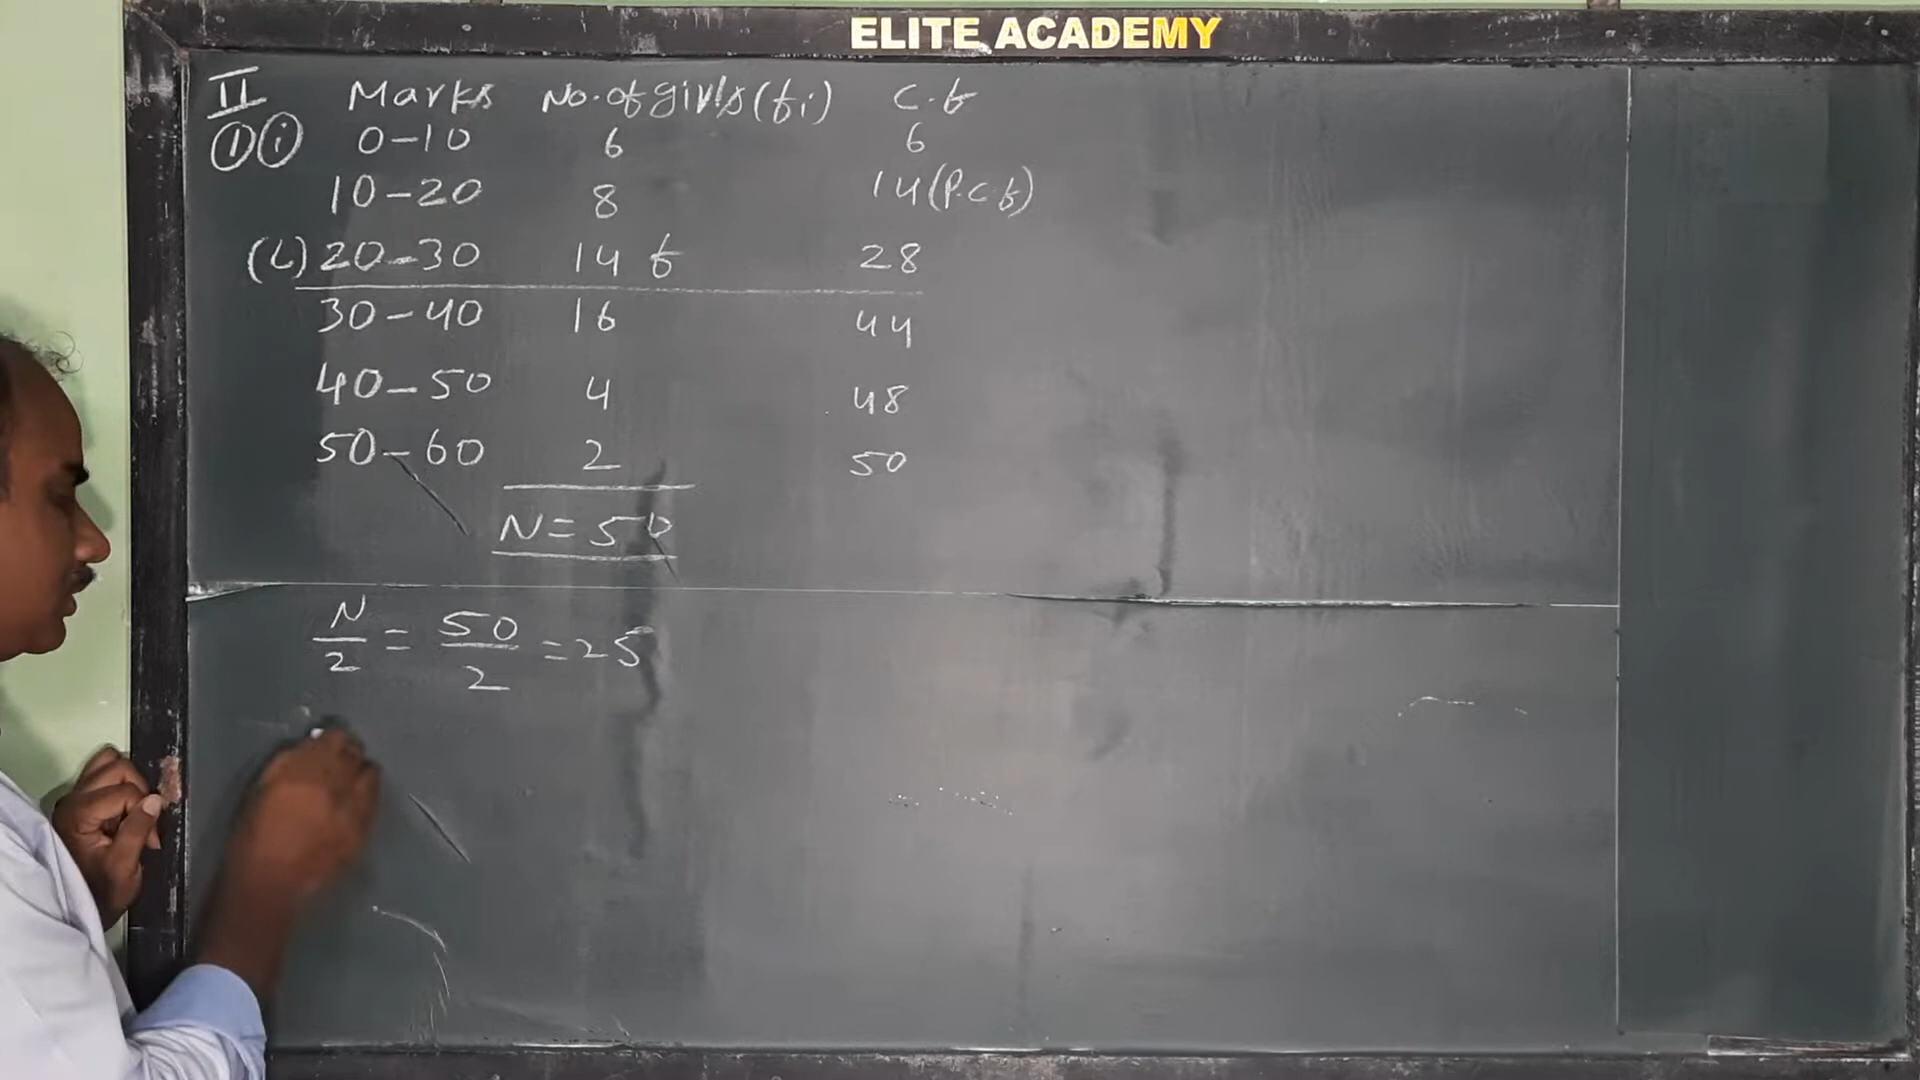 ELITE ACADEMY
II Marks No. of girls (fi) C.f
① ⓘ 0-10 6 6
10-20 8 14 (P.C.f)
(L) 20-30 14 f 28
30-40 16 44
40-50 4 48
50-60 2 50
N=50
N/2 = 50/2 = 25